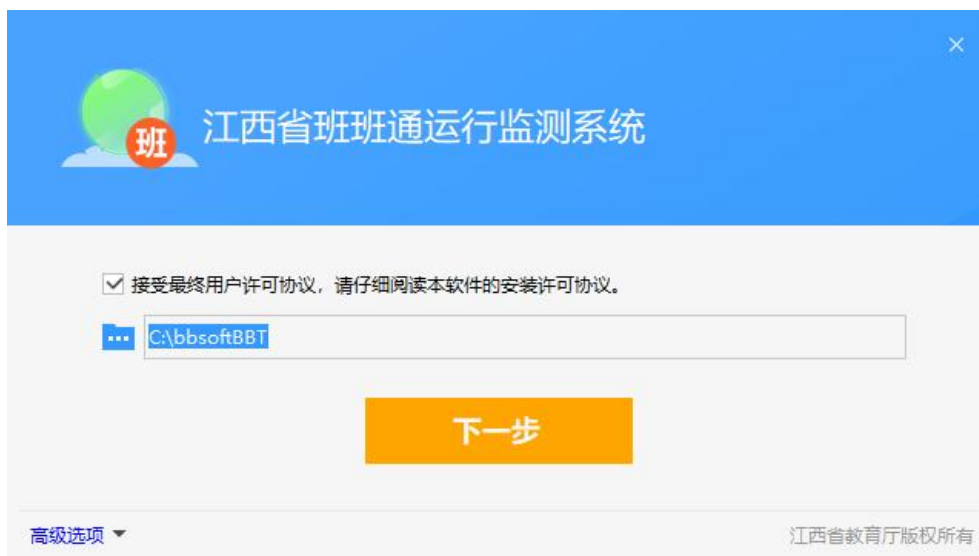 江西省班班通运行监测系统
班
接受最终用户许可协议，请仔细阅读本软件的安装许可协议。
C:\bbsoftBBT
下一步
高级选项
江西省教育厅版权所有